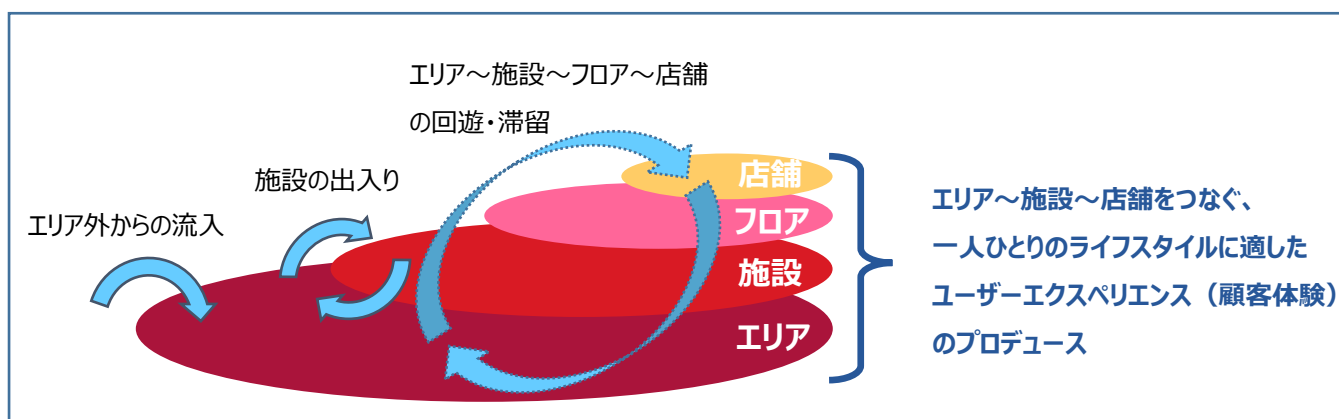 エリア～施設～フロア～店舗
の回遊・滞留
施設の出入り
エリア外からの流入
店舗
フロア
施設
エリア
エリア～施設～店舗をつなぐ、
一人ひとりのライフスタイルに適した
ユーザーエクスペリエンス（顧客体験）
のプロデュース